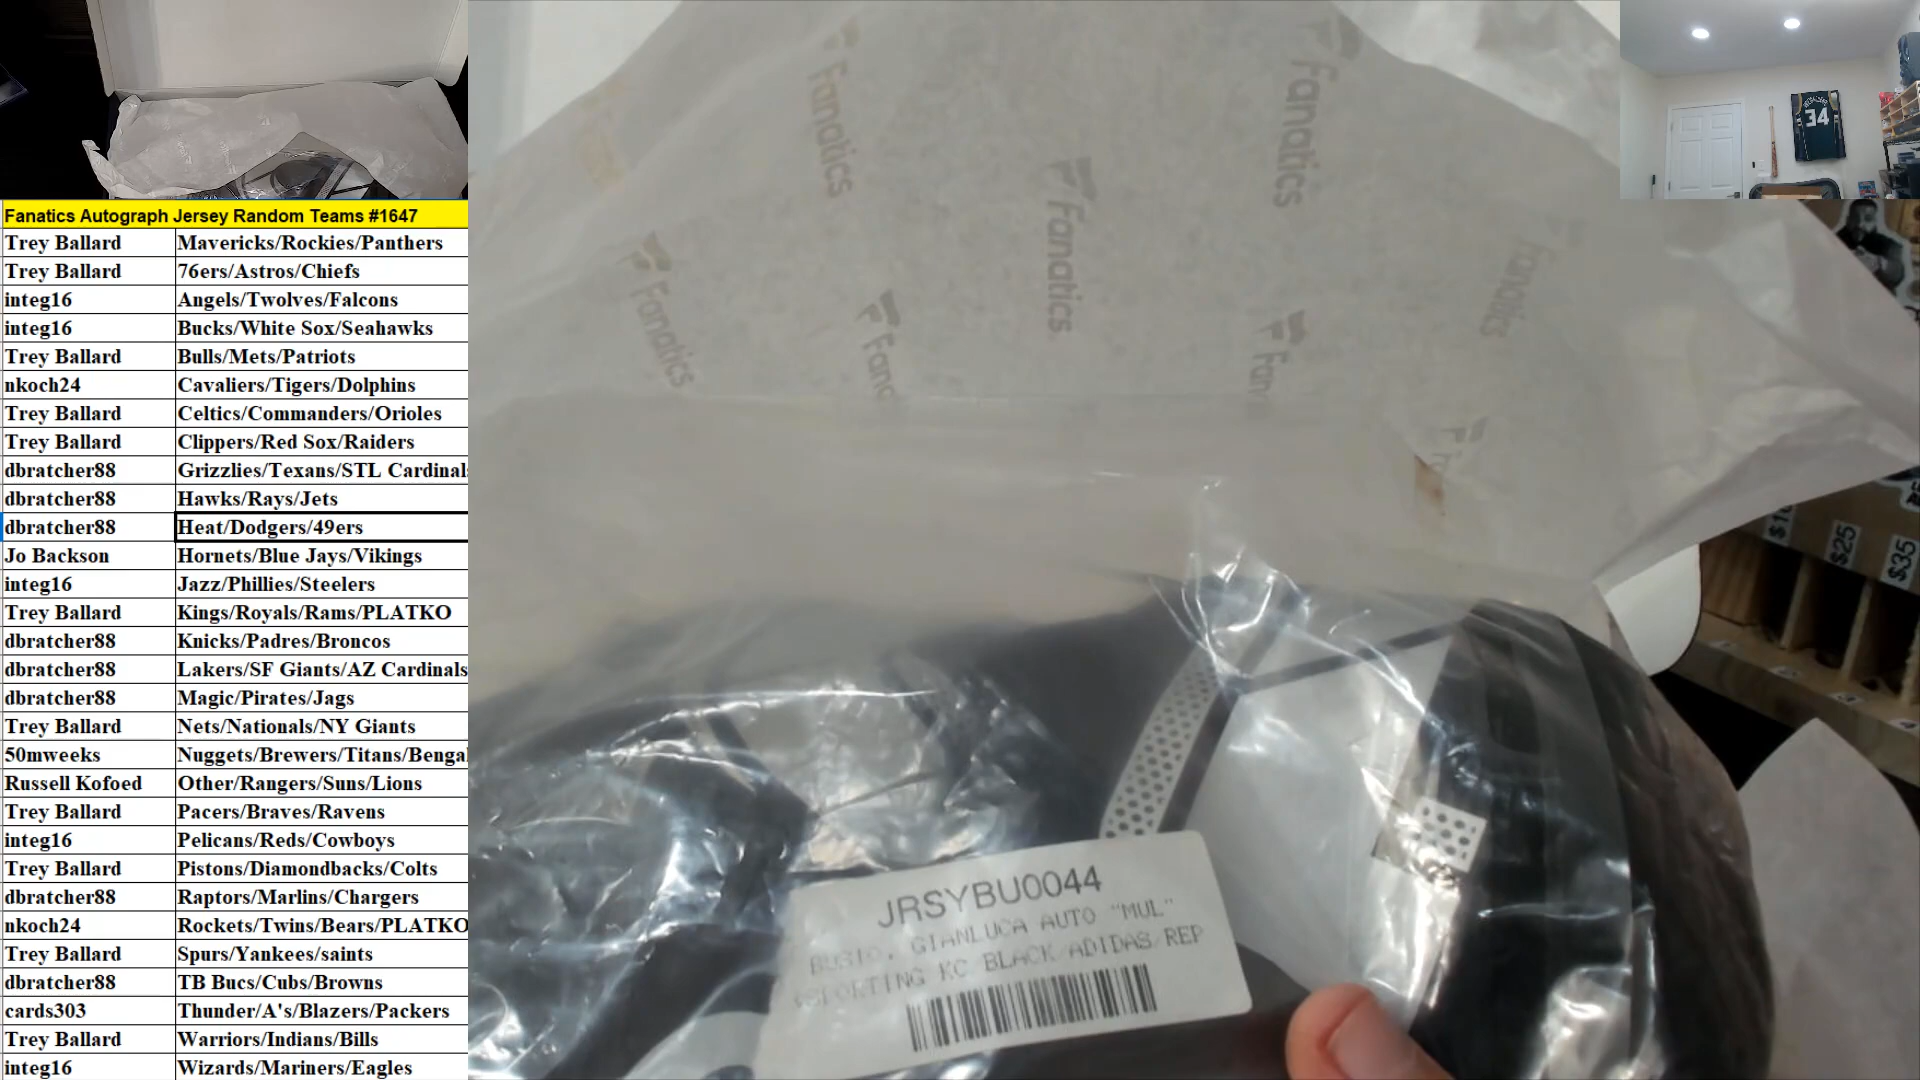 Fanatics Autograph Jersey Random Teams #1647
Trey Ballard Mavericks/Rockies/Panthers
Trey Ballard 76ers/Astros/Chiefs
integ16 Angels/Twolves/Falcons
integ16 Bucks/White Sox/Seahawks
Trey Ballard Bulls/Mets/Patriots
nkoch24 Cavaliers/Tigers/Dolphins
Trey Ballard Celtics/Commanders/Orioles
Trey Ballard Clippers/Red Sox/Raiders
dbratcher88 Grizzlies/Texans/STL Cardinals
dbratcher88 Hawks/Rays/Jets
dbratcher88 Heat/Dodgers/49ers
Jo Backson Hornets/Blue Jays/Vikings
integ16 Jazz/Phillies/Steelers
Trey Ballard Kings/Royals/Rams/PLATKO
dbratcher88 Knicks/Padres/Broncos
dbratcher88 Lakers/SF Giants/AZ Cardinals
dbratcher88 Magic/Pirates/Jags
Trey Ballard Nets/Nationals/NY Giants
50mweeks Nuggets/Brewers/Titans/Benga
Russell Kofoed Other/Rangers/Suns/Lions
Trey Ballard Pacers/Braves/Ravens
integ16 Pelicans/Reds/Cowboys
Trey Ballard Pistons/Diamondbacks/Colts
dbratcher88 Raptors/Marlins/Chargers
nkoch24 Rockets/Twins/Bears/PLATKO
Trey Ballard Spurs/Yankees/saints
dbratcher88 TB Bucs/Cubs/Browns
cards303 Thunder/A's/Blazers/Packers
Trey Ballard Warriors/Indians/Bills
integ16 Wizards/Mariners/Eagles
Fanatics
Fanatics
Fanatics
Fanatics
Fanatics
Fana
Fan
34
$25
$35
JRSYBU0044
BUSIO, GIANLUCA AUTO "MUL"
SPORTING KC BLACK ADIDAS REP